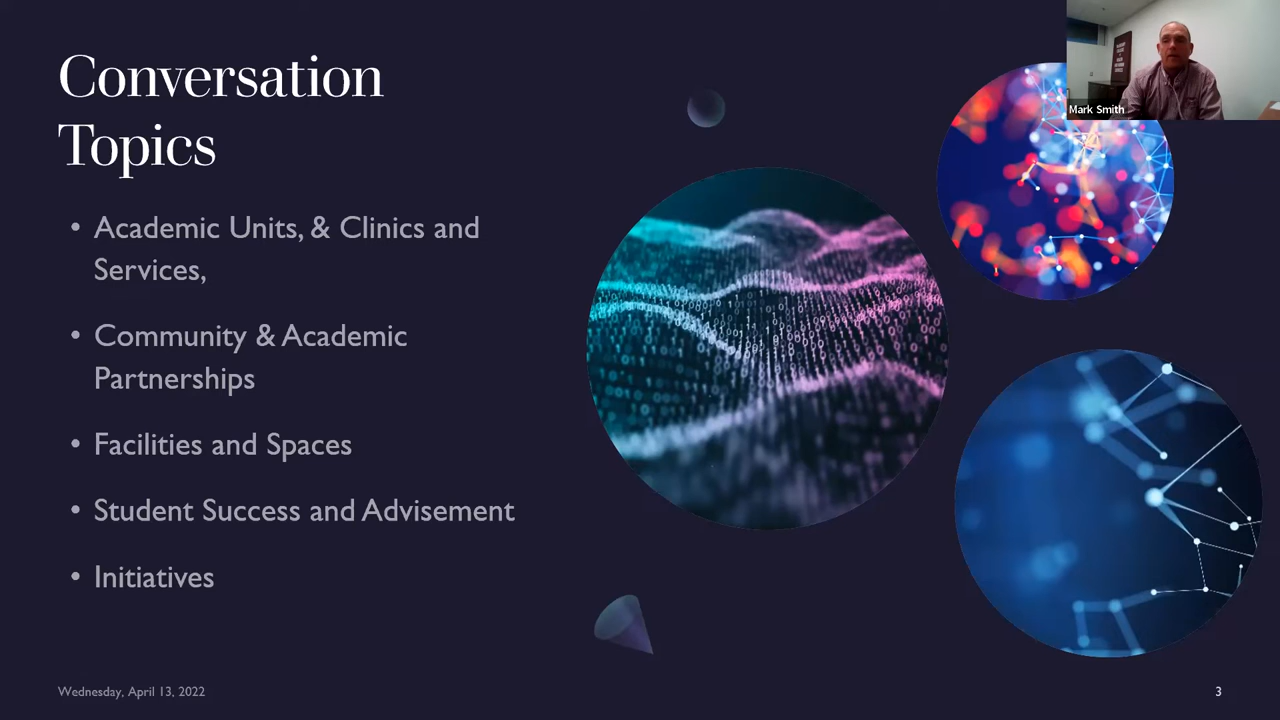 Conversation
Topics
• Academic Units, & Clinics and
Services,
• Community & Academic
Partnerships
• Facilities and Spaces
• Student Success and Advisement
• Initiatives
Wednesday, April 13, 2022
3
Mark Smith